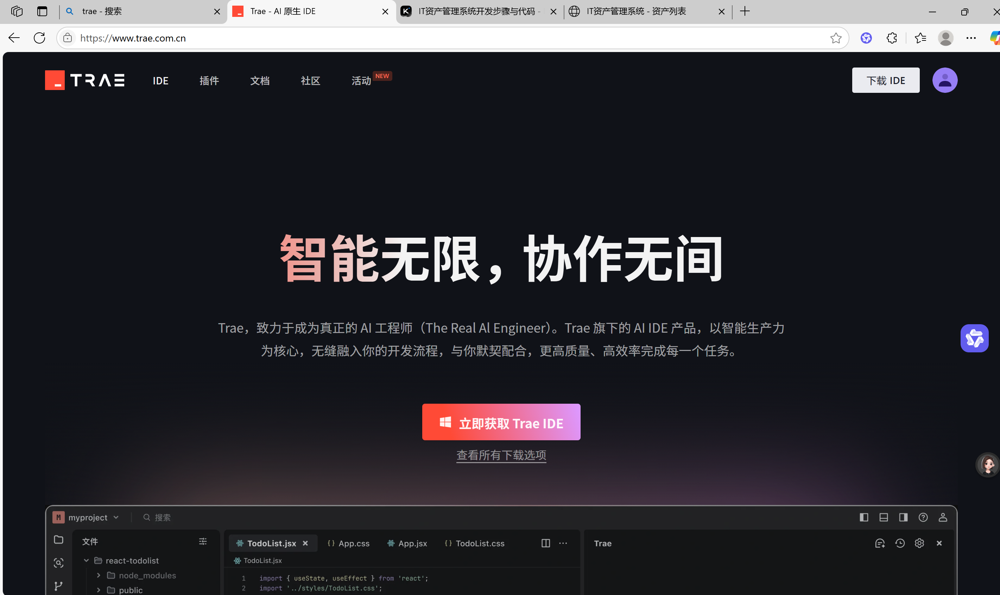 trae - 搜索
Trae - AI 原生 IDE
IT资产管理系统开发步骤与代码 -
IT资产管理系统 - 资产列表
https://www.trae.com.cn
TRAE
IDE
插件
文档
社区
活动
NEW
下载 IDE
智能无限，协作无间
Trae，致力于成为真正的 AI 工程师（The Real Al Engineer）。Trae 旗下的 AI IDE 产品，以智能生产力
为核心，无缝融入你的开发流程，与你默契配合，更高质量、高效率完成每一个任务。
立即获取 Trae IDE
查看所有下载选项
M
myproject
搜索
文件
TodoList.jsx
{} App.css
App.jsx
{} TodoList.css
Trae
TodoList.jsx
react-todolist
node_modules
public
1 import { useState, useEffect } from 'react';
2 import '../styles/TodoList.css';